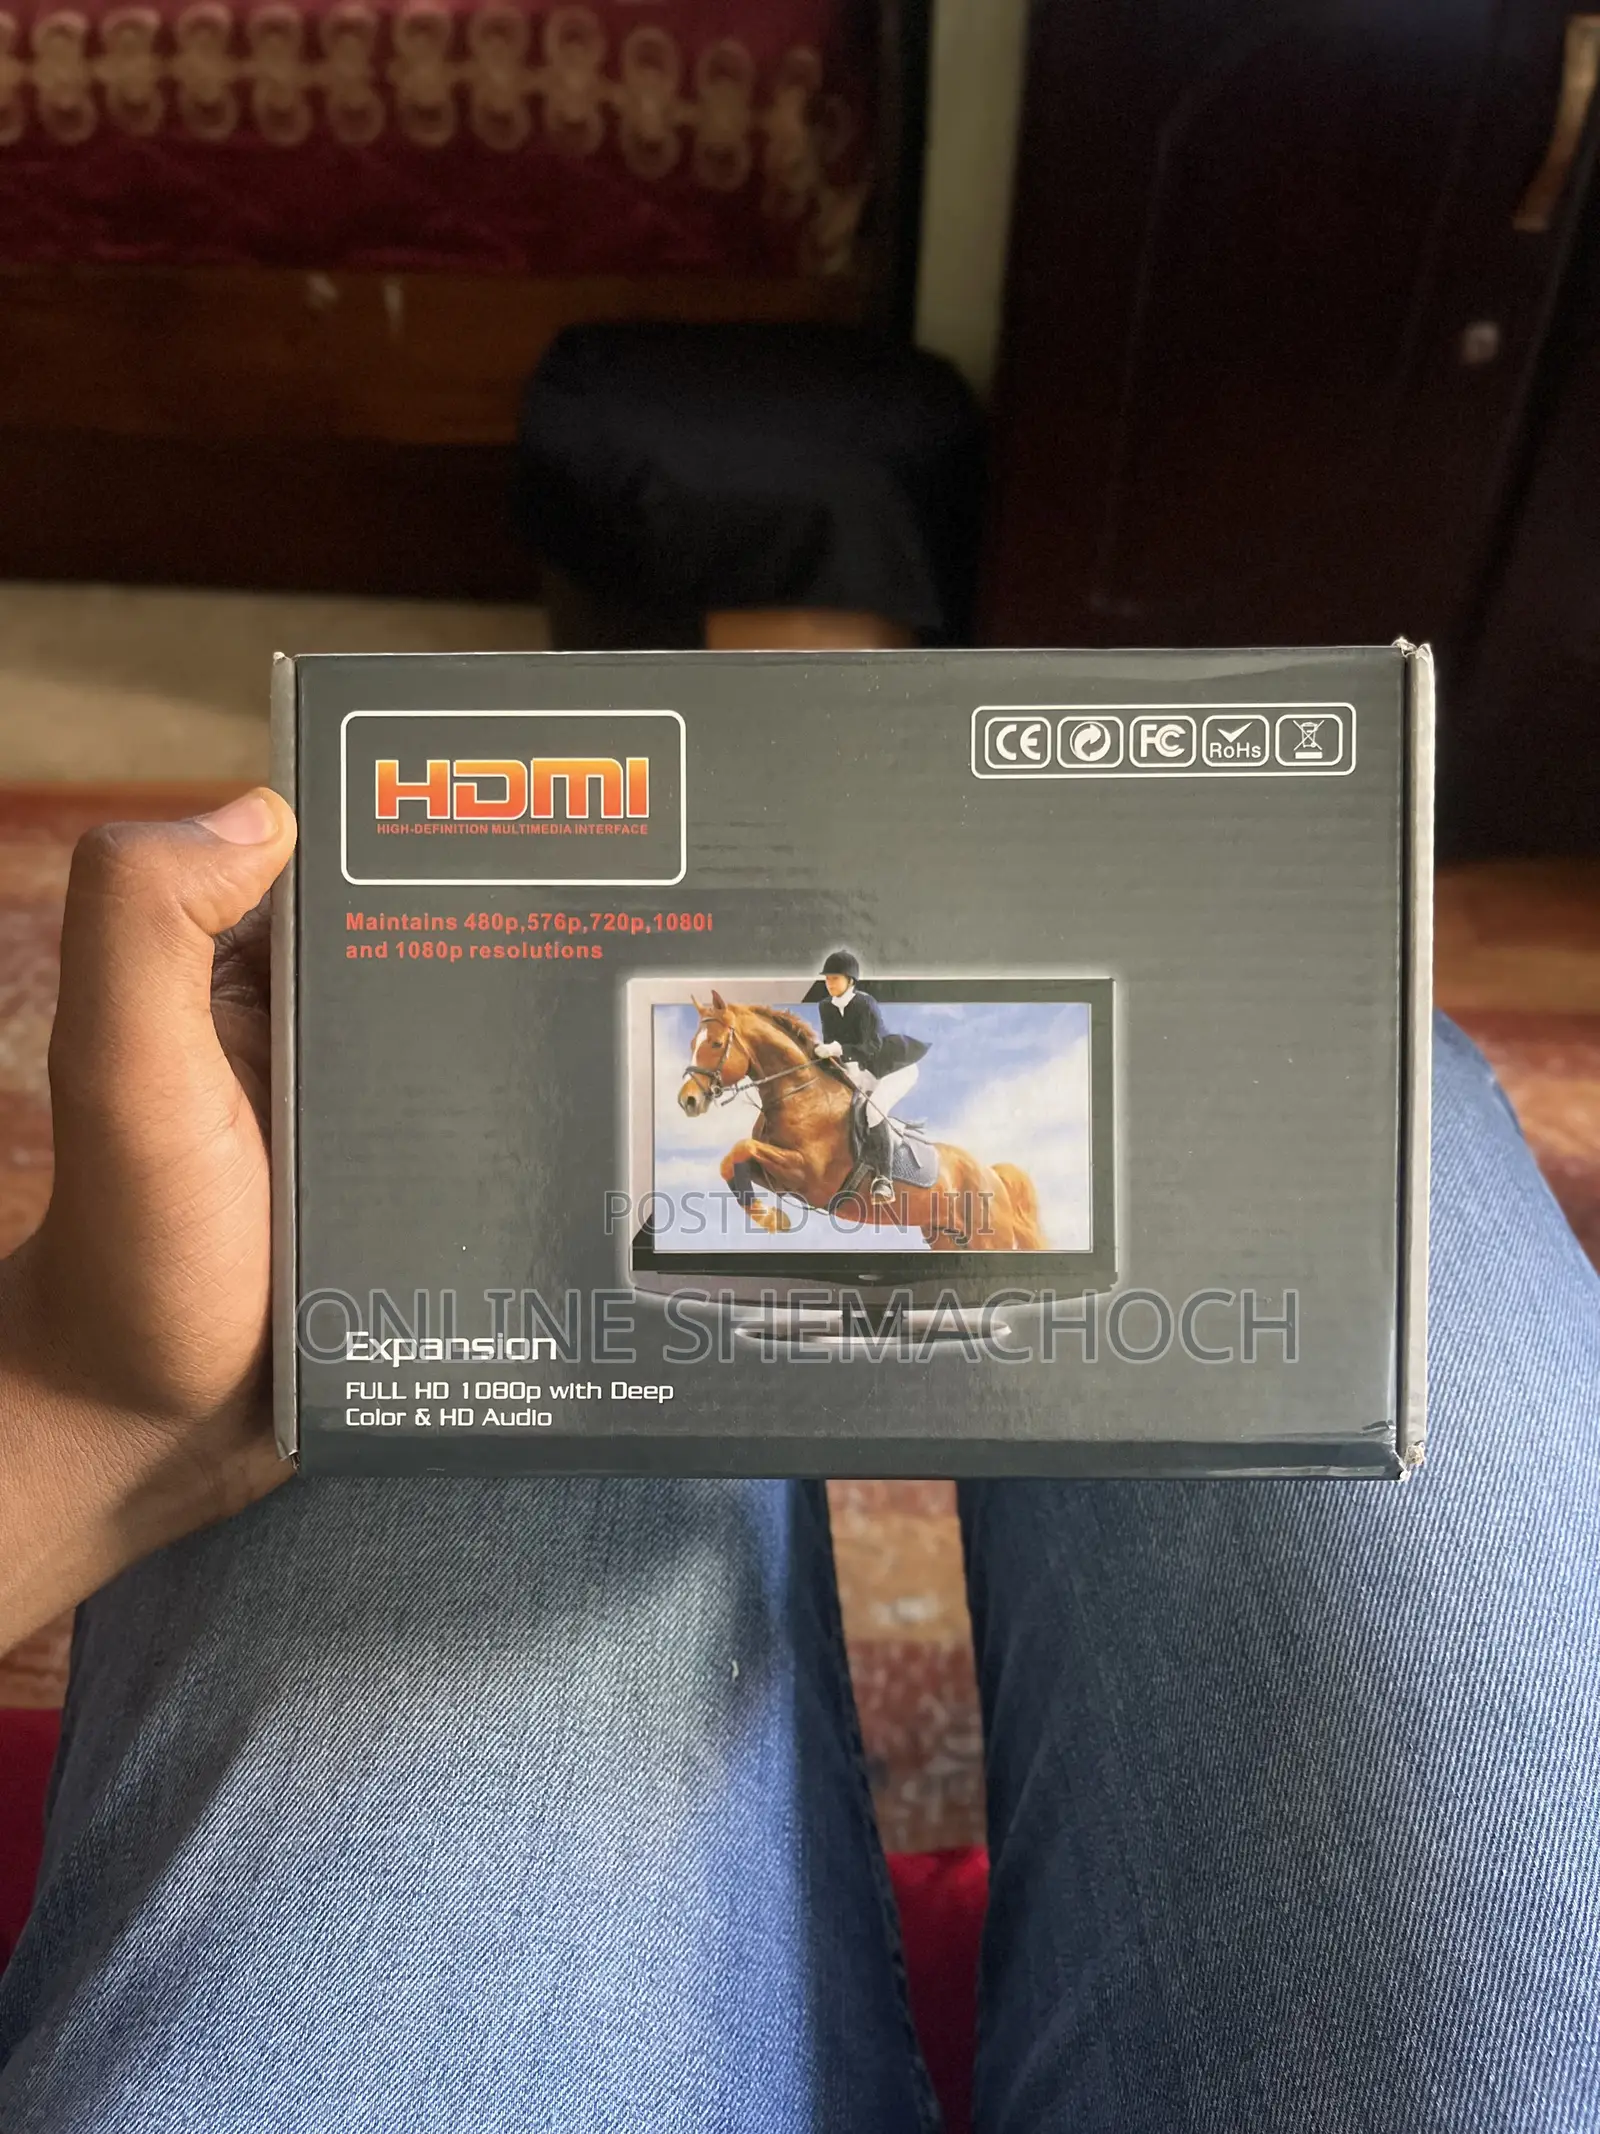 HDMI
HIGH-DEFINITION MULTIMEDIA INTERFACE
CE
FC
RoHs
Maintains 480p,576p,720p,1080i
and 1080p resolutions
POSTED ON JIJI
ONLINE SHEMACHOCH
Expansion
FULL HD 1080p with Deep
Color & HD Audio